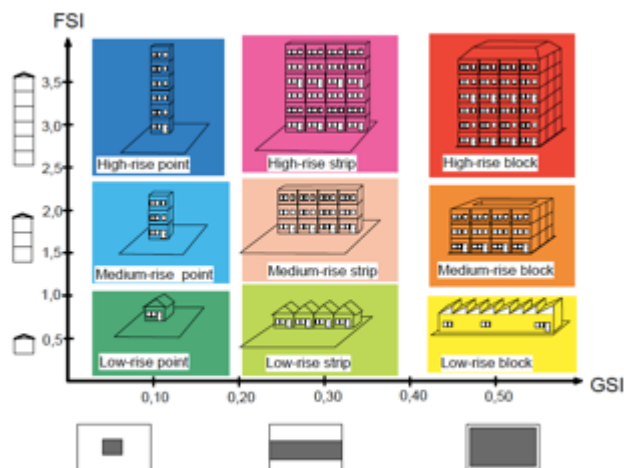 FSI
3,5
3,0
2,5
2,0
1,5
1,0
0,5
High-rise point
High-rise strip
High-rise block
Medium-rise point
Medium-rise strip
Medium-rise block
Low-rise point
Low-rise strip
Low-rise block
0,10
0,20
0,30
0,40
0,50
GSI